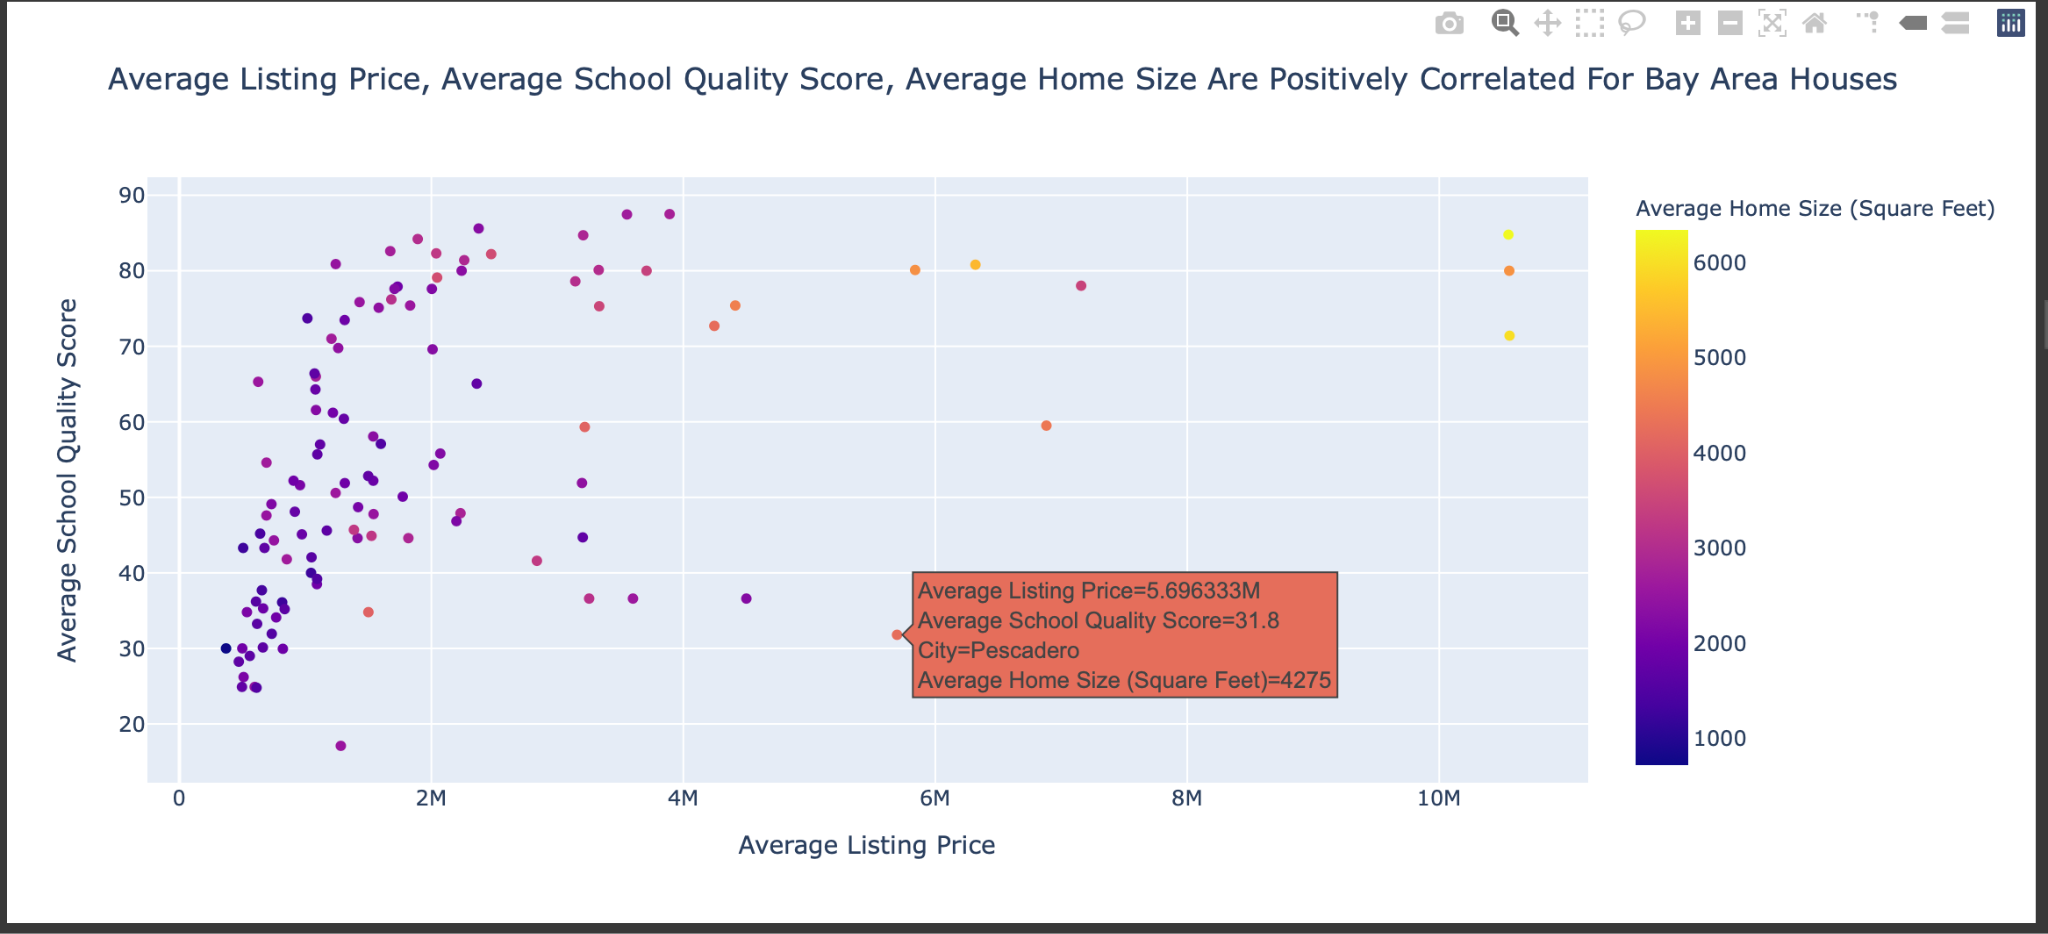 Average Listing Price, Average School Quality Score, Average Home Size Are Positively Correlated For Bay Area Houses
Average School Quality Score
90
80
70
60
50
40
30
20
0
2M
4M
6M
8M
10M
Average Listing Price
Average Listing Price=5.696333M
Average School Quality Score=31.8
City=Pescadero
Average Home Size (Square Feet)=4275
Average Home Size (Square Feet)
6000
5000
4000
3000
2000
1000